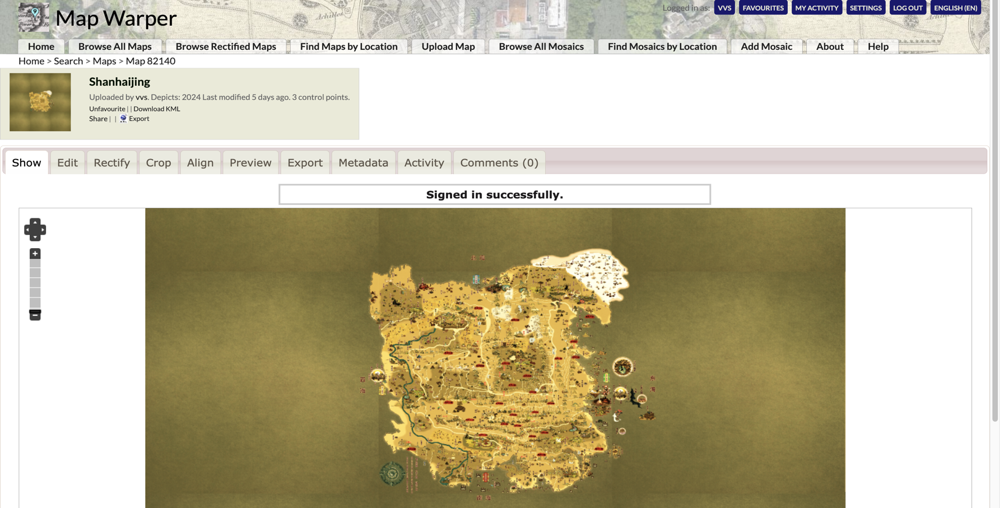 Logged in as: VVS FAVOURITES MY ACTIVITY SETTINGS LOG OUT ENGLISH (EN)
Map Warper
Home Browse All Maps Browse Rectified Maps Find Maps by Location Upload Map Browse All Mosaics Find Mosaics by Location Add Mosaic About Help
Home > Search > Maps > Map 82140
Shanhaijing
Uploaded by vvs. Depicts: 2024 Last modified 5 days ago. 3 control points.
Unfavourite | | Download KML
Share | | Export
Show Edit Rectify Crop Align Preview Export Metadata Activity Comments (0)
Signed in successfully.